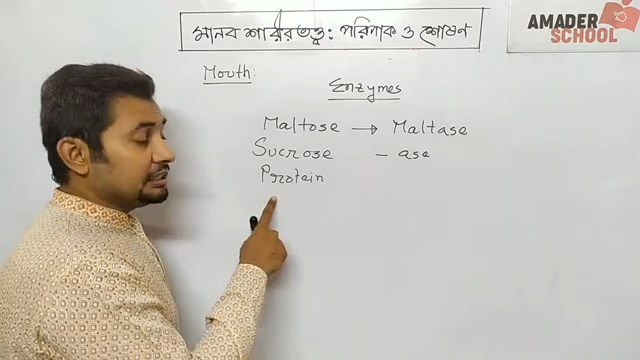 মানব শারীরতত্ত্ব: পরিপাক ও শোষণ
AMADER
SCHOOL
Mouth:
Enzymes
Maltose → Maltase
Sucrose – ase
Protein